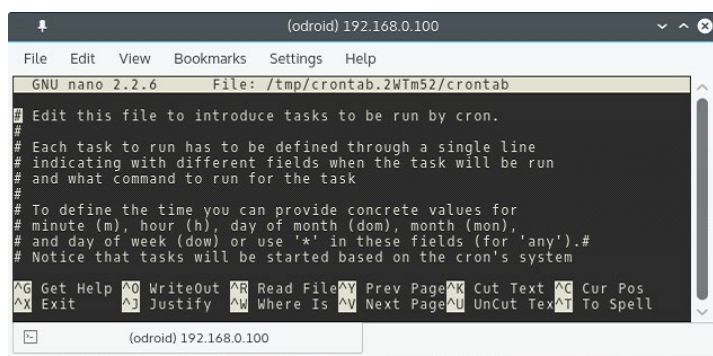 (odroid) 192.168.0.100
File Edit View Bookmarks Settings Help
GNU nano 2.2.6 File: /tmp/crontab.2WTm52/crontab
# Edit this file to introduce tasks to be run by cron.
#
# Each task to run has to be defined through a single line
# indicating with different fields when the task will be run
# and what command to run for the task
#
# To define the time you can provide concrete values for
# minute (m), hour (h), day of month (dom), month (mon),
# and day of week (dow) or use '*' in these fields (for 'any').#
# Notice that tasks will be started based on the cron's system
^G Get Help ^O WriteOut ^R Read File ^Y Prev Page ^K Cut Text ^C Cur Pos
^X Exit ^J Justify ^W Where Is ^V Next Page ^U UnCut Tex ^T To Spell
(odroid) 192.168.0.100